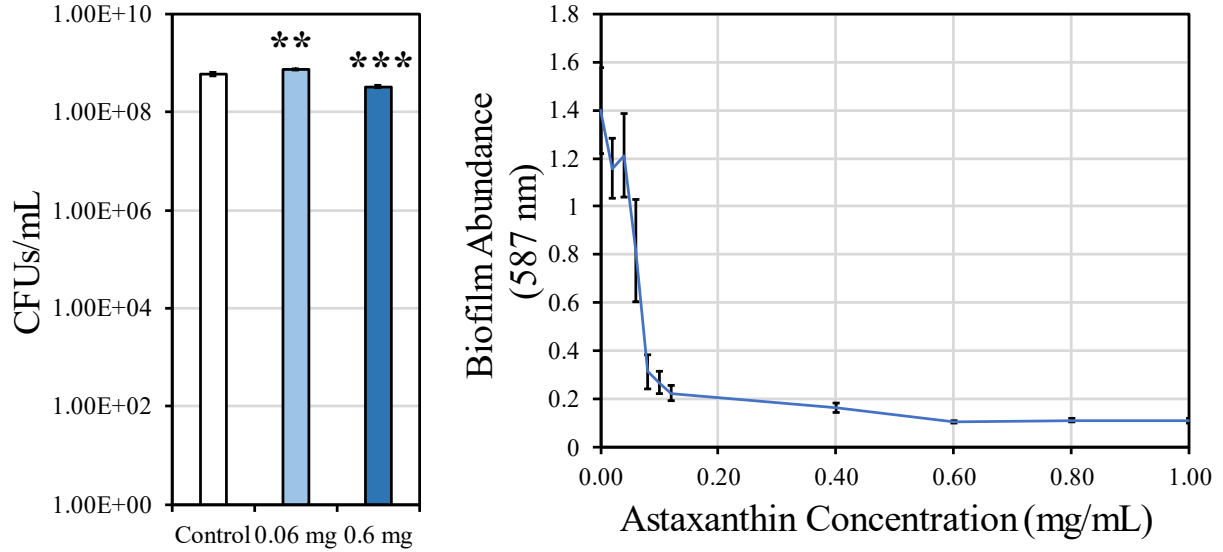 CFUs/mL
1.00E+10
1.00E+08
1.00E+06
1.00E+04
1.00E+02
1.00E+00
**
***
Control 0.06 mg 0.6 mg
Biofilm Abundance
(587 nm)
1.8
1.6
1.4
1.2
1
0.8
0.6
0.4
0.2
0
0.00 0.20 0.40 0.60 0.80 1.00
Astaxanthin Concentration (mg/mL)